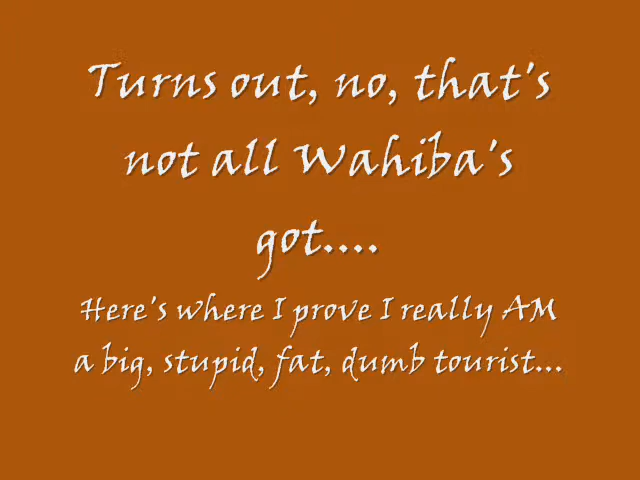 Turns out, no, that's
not all Wahiba's
got....
Here's where I prove I really AM
a big, stupid, fat, dumb tourist...